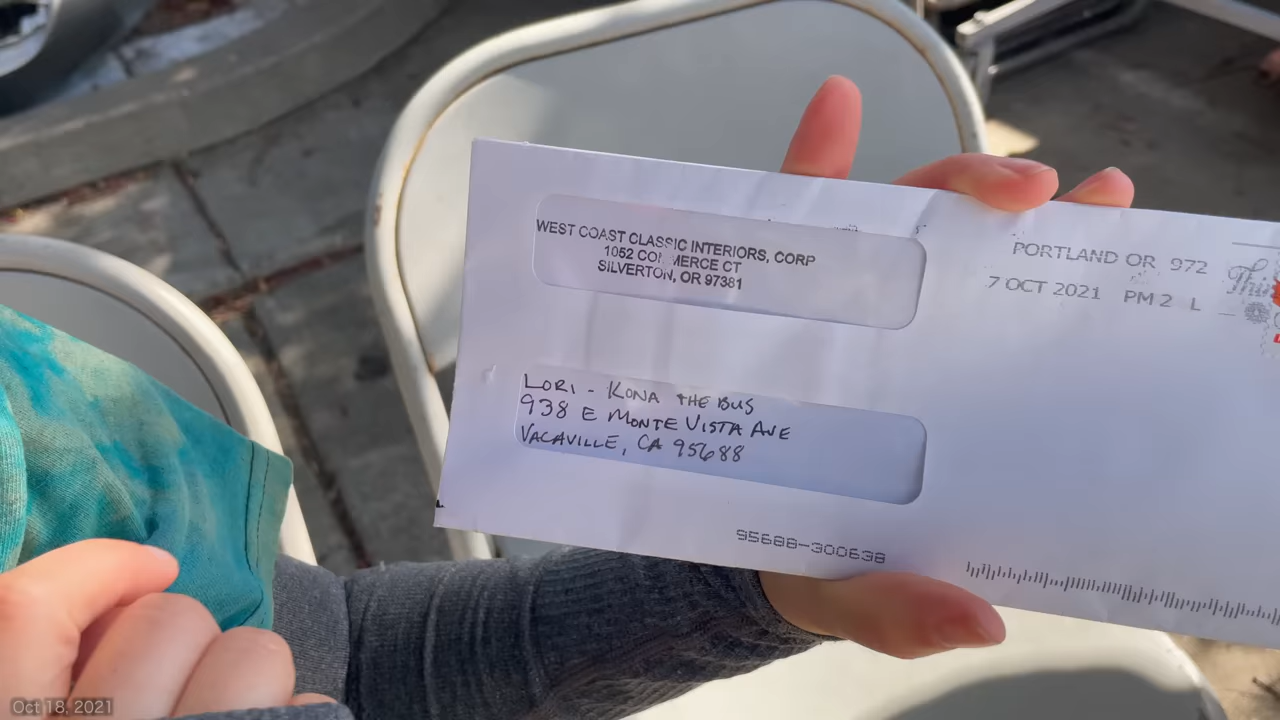 WEST COAST CLASSIC INTERIORS, CORP
1052 COMMERCE CT
SILVERTON, OR 97381
PORTLAND OR 972
7 OCT 2021 PM 2 L
LORI - KONA THE BUS
938 E MONTE VISTA AVE
VACAVILLE, CA 95688
95688-300638
Oct 18, 2021